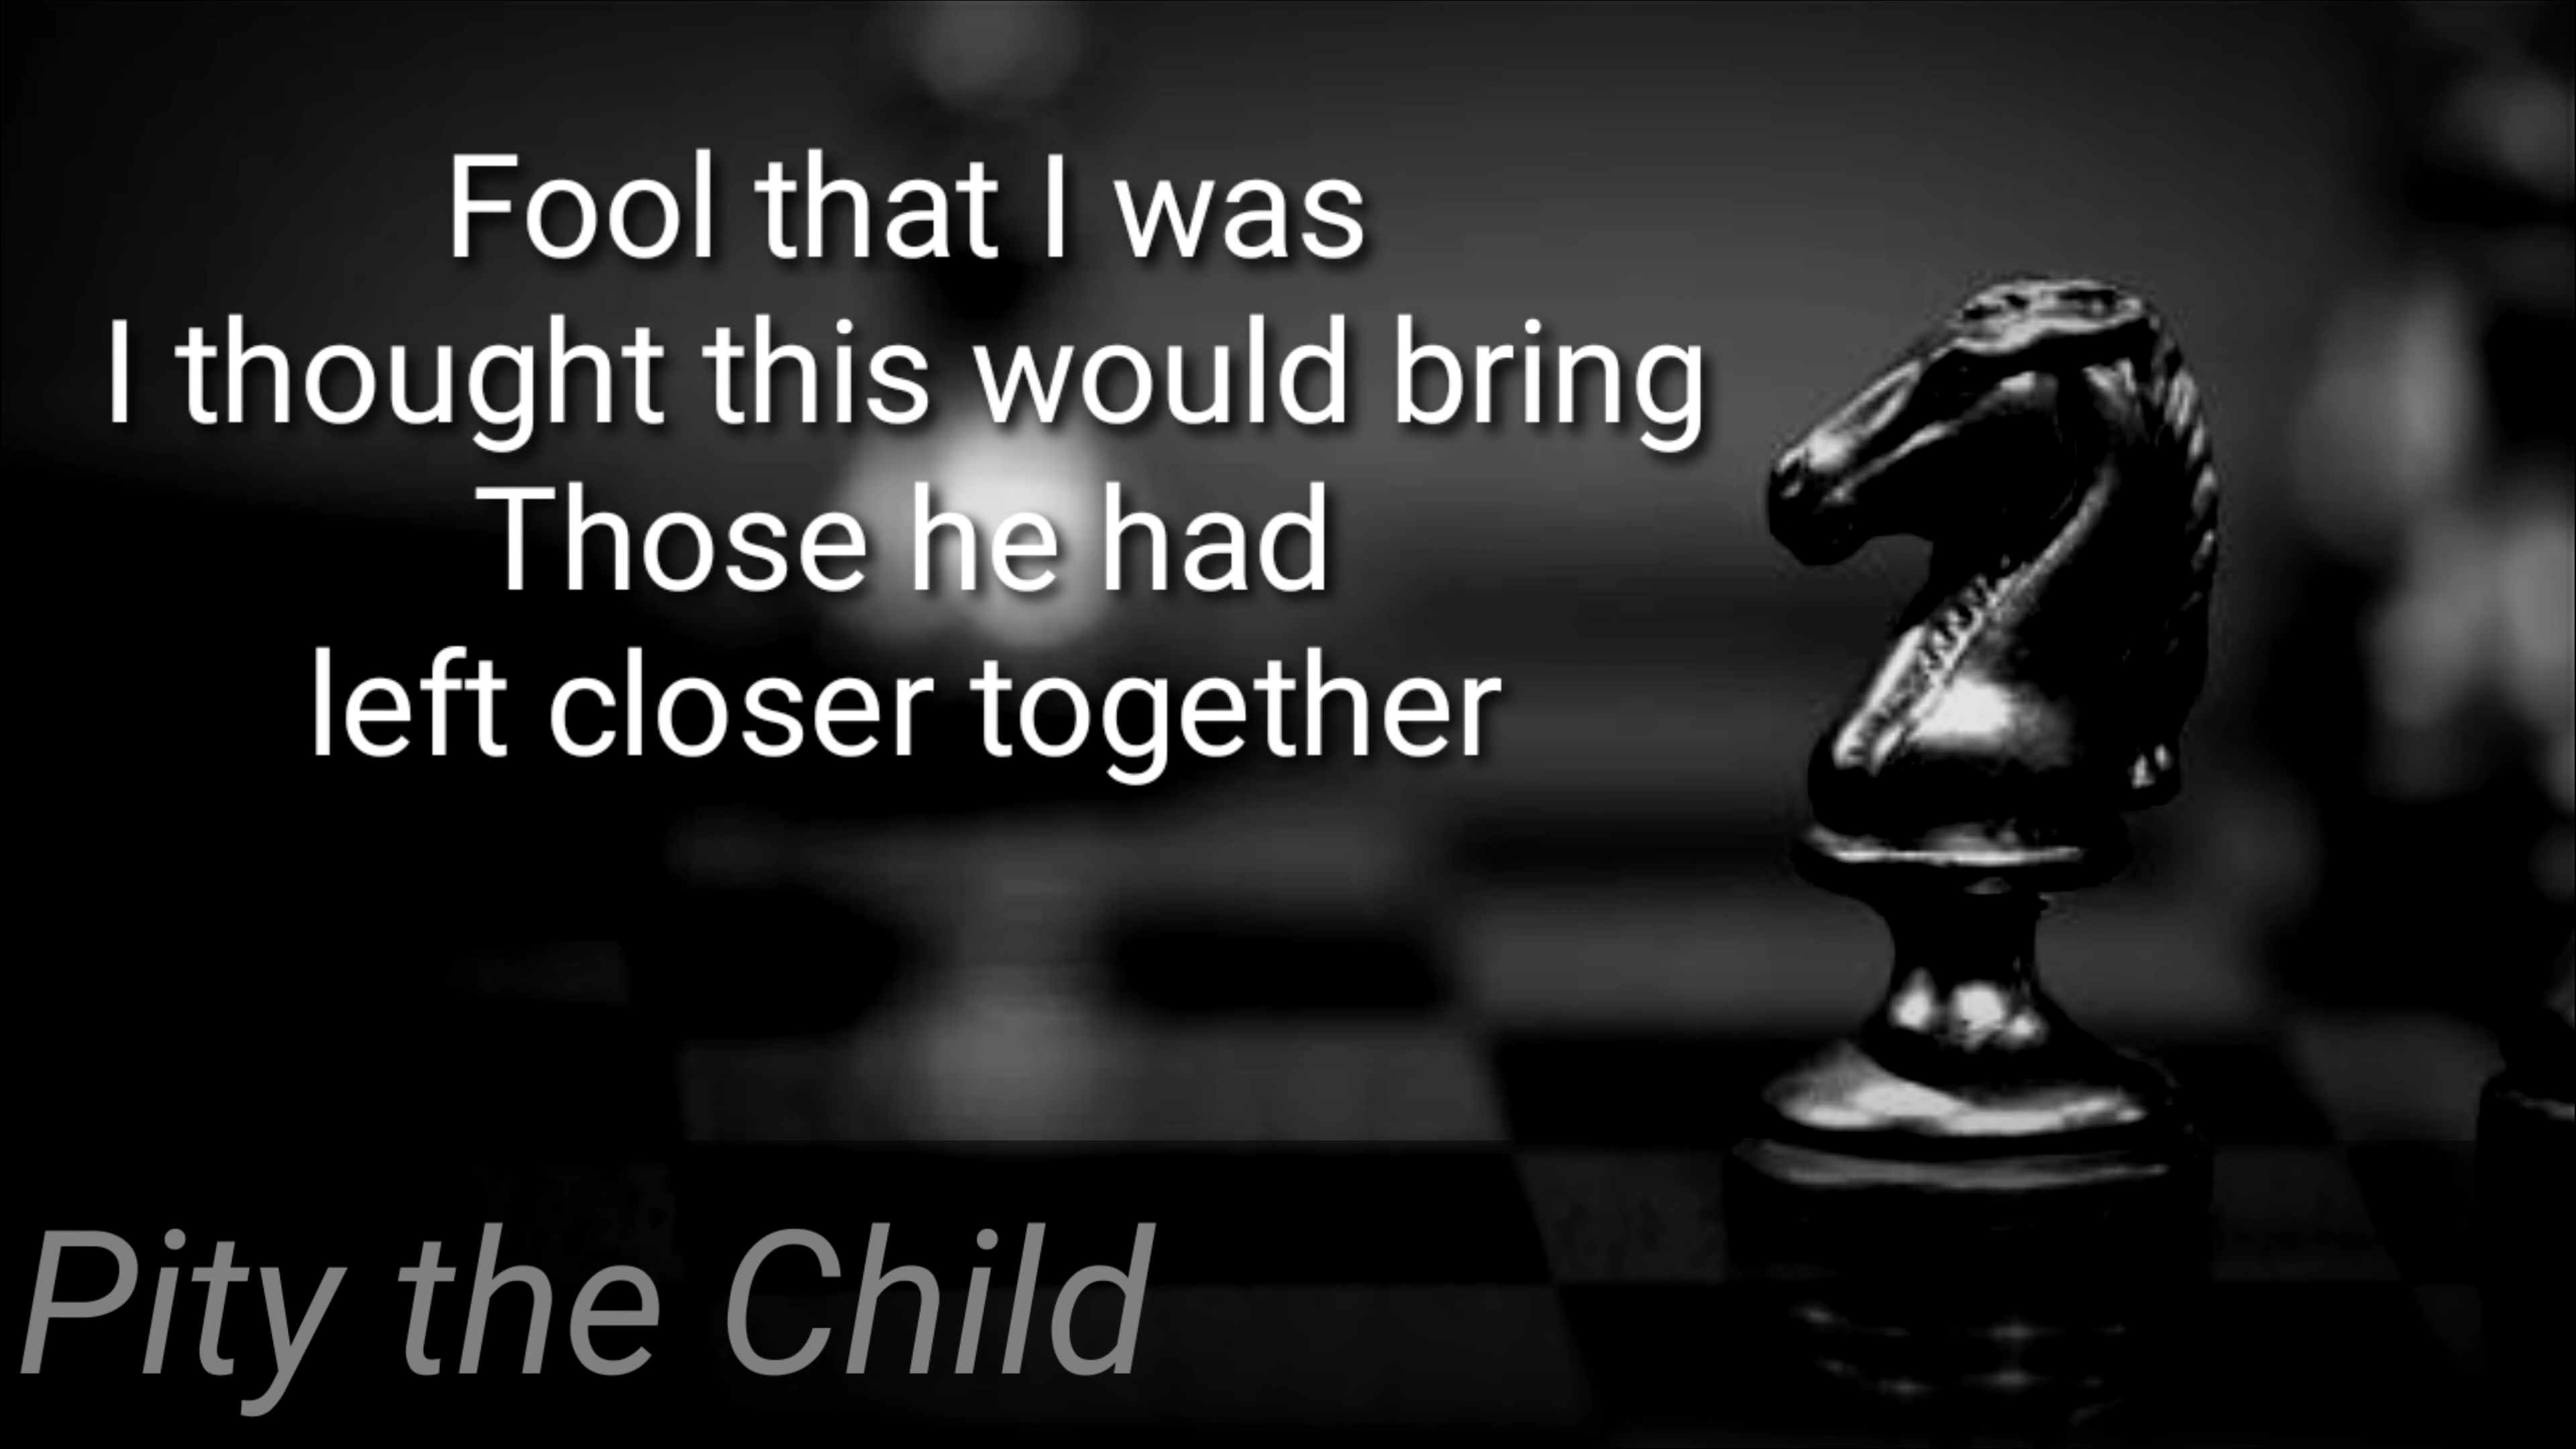 Fool that I was
I thought this would bring
Those he had
left closer together
Pity the Child